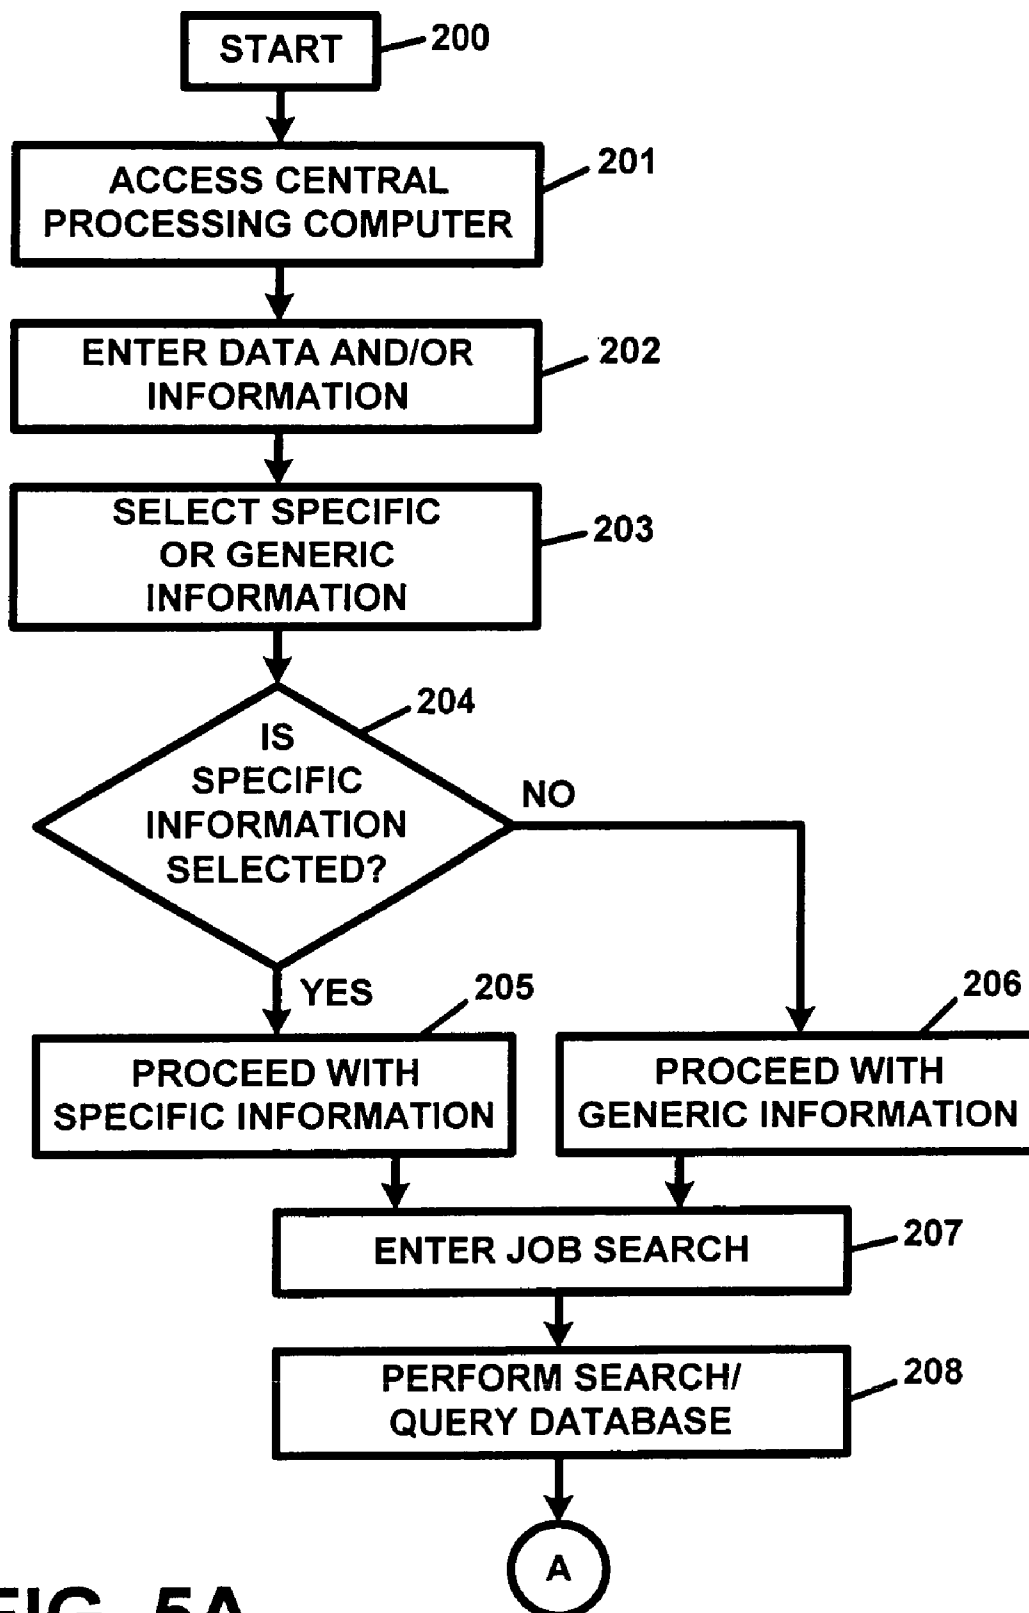 START
200
ACCESS CENTRAL
PROCESSING COMPUTER
201
ENTER DATA AND/OR
INFORMATION
202
SELECT SPECIFIC
OR GENERIC
INFORMATION
203
IS
SPECIFIC
INFORMATION
SELECTED?
204
NO
YES
205
206
PROCEED WITH
SPECIFIC INFORMATION
PROCEED WITH
GENERIC INFORMATION
ENTER JOB SEARCH
207
PERFORM SEARCH/
QUERY DATABASE
208
A
FIG. 5A